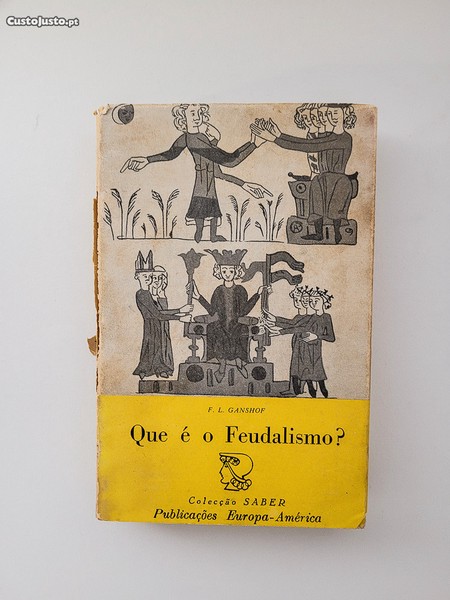 CustoJusto.pt
F. L. GANSHOF
Que é o Feudalismo?
Colecção SABER
Publicações Europa-América